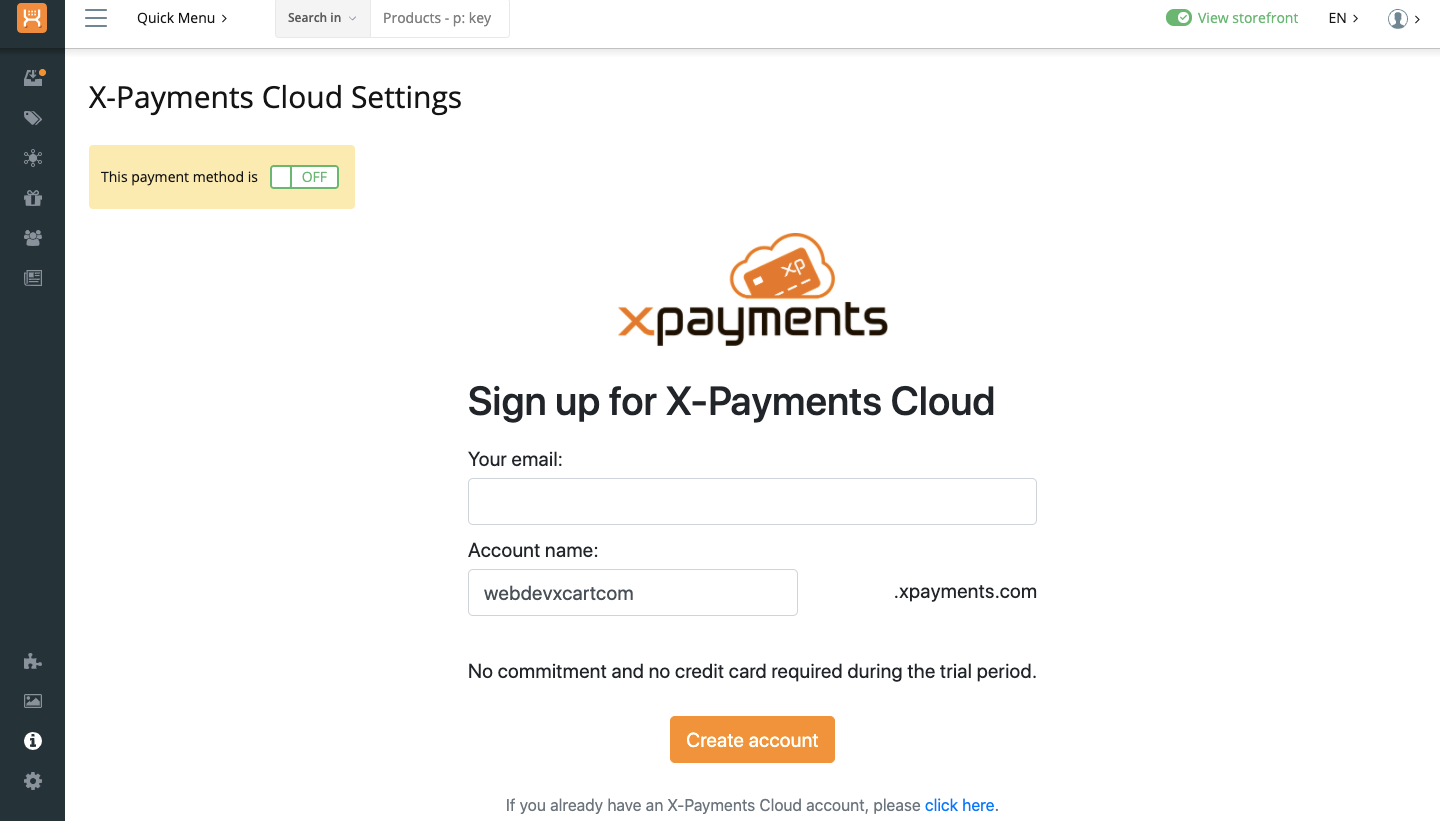 Quick Menu
Search in
Products - p: key
View storefront
EN
X-Payments Cloud Settings
This payment method is
OFF
xp
xpayments
Sign up for X-Payments Cloud
Your email:
Account name:
webdevxcartcom
.xpayments.com
No commitment and no credit card required during the trial period.
Create account
If you already have an X-Payments Cloud account, please click here.